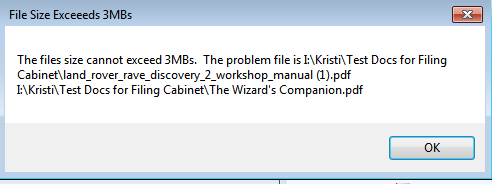 File Size Exceeeds 3MBs
The files size cannot exceed 3MBs.  The problem file is I:\Kristi\Test Docs for Filing
Cabinet\land_rover_rave_discovery_2_workshop_manual (1).pdf
I:\Kristi\Test Docs for Filing Cabinet\The Wizard's Companion.pdf
OK